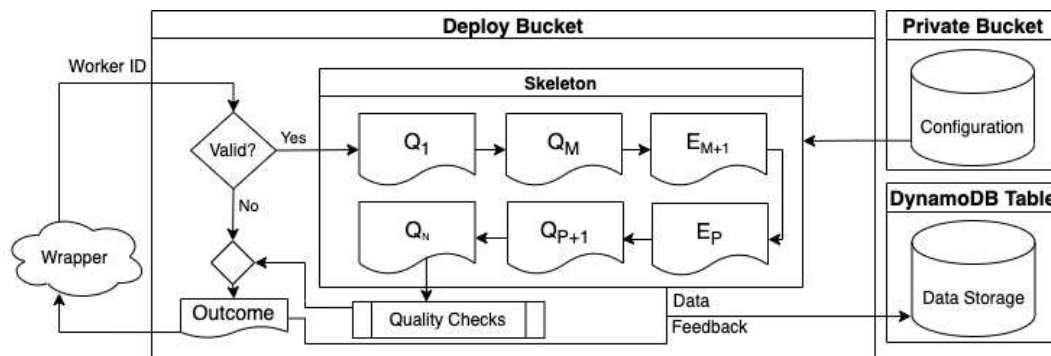 Deploy Bucket
Private Bucket
Worker ID
Skeleton
Configuration
Valid?
Yes
Q1
QM
EM+1
No
QN
QP+1
EP
DynamoDB Table
Wrapper
Data Storage
Outcome
Quality Checks
Data
Feedback